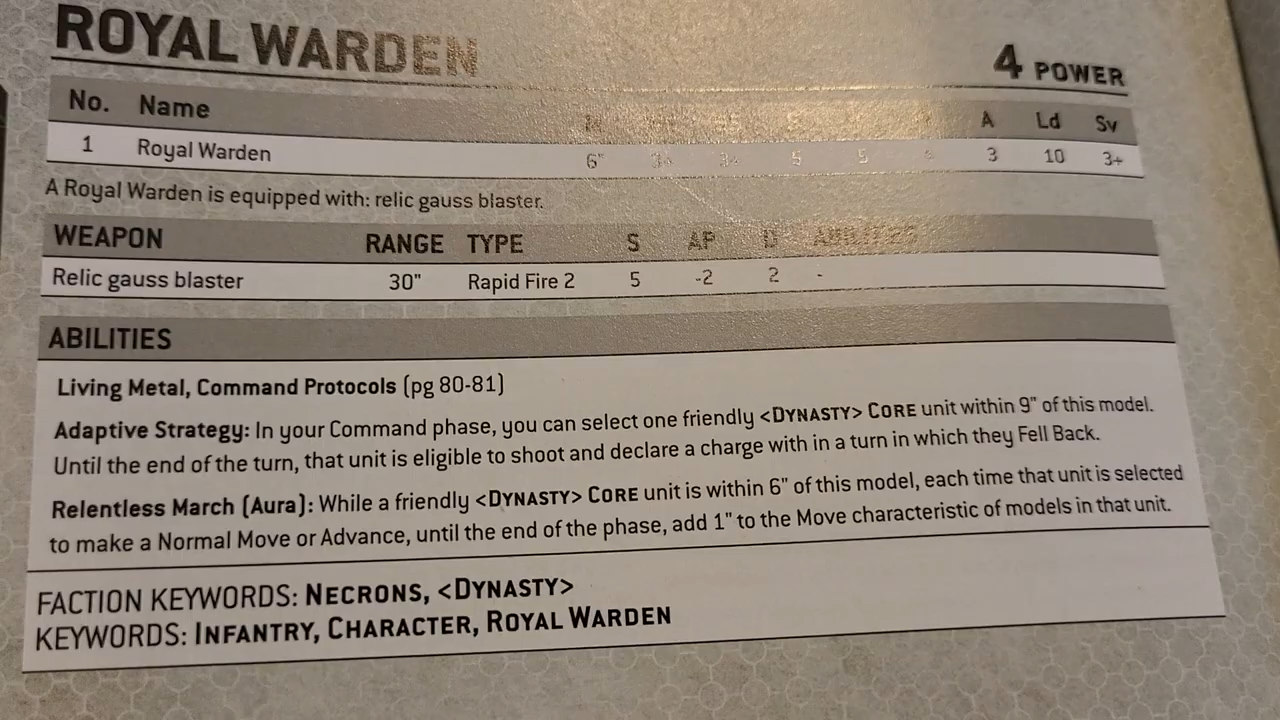 ROYAL WARDEN
4 POWER
No. Name A Ld Sv
1 Royal Warden 6" 3+ 3+ 5 5 3 10 3+
A Royal Warden is equipped with: relic gauss blaster.
WEAPON RANGE TYPE S AP D ABILITIES
Relic gauss blaster 30" Rapid Fire 2 5 -2 2 -
ABILITIES
Living Metal, Command Protocols (pg 80-81)
Adaptive Strategy: In your Command phase, you can select one friendly <DYNASTY> CORE unit within 9" of this model.
Until the end of the turn, that unit is eligible to shoot and declare a charge with in a turn in which they Fell Back.
Relentless March (Aura): While a friendly <DYNASTY> CORE unit is within 6" of this model, each time that unit is selected
to make a Normal Move or Advance, until the end of the phase, add 1" to the Move characteristic of models in that unit.
FACTION KEYWORDS: NECRONS, <DYNASTY>
KEYWORDS: INFANTRY, CHARACTER, ROYAL WARDEN